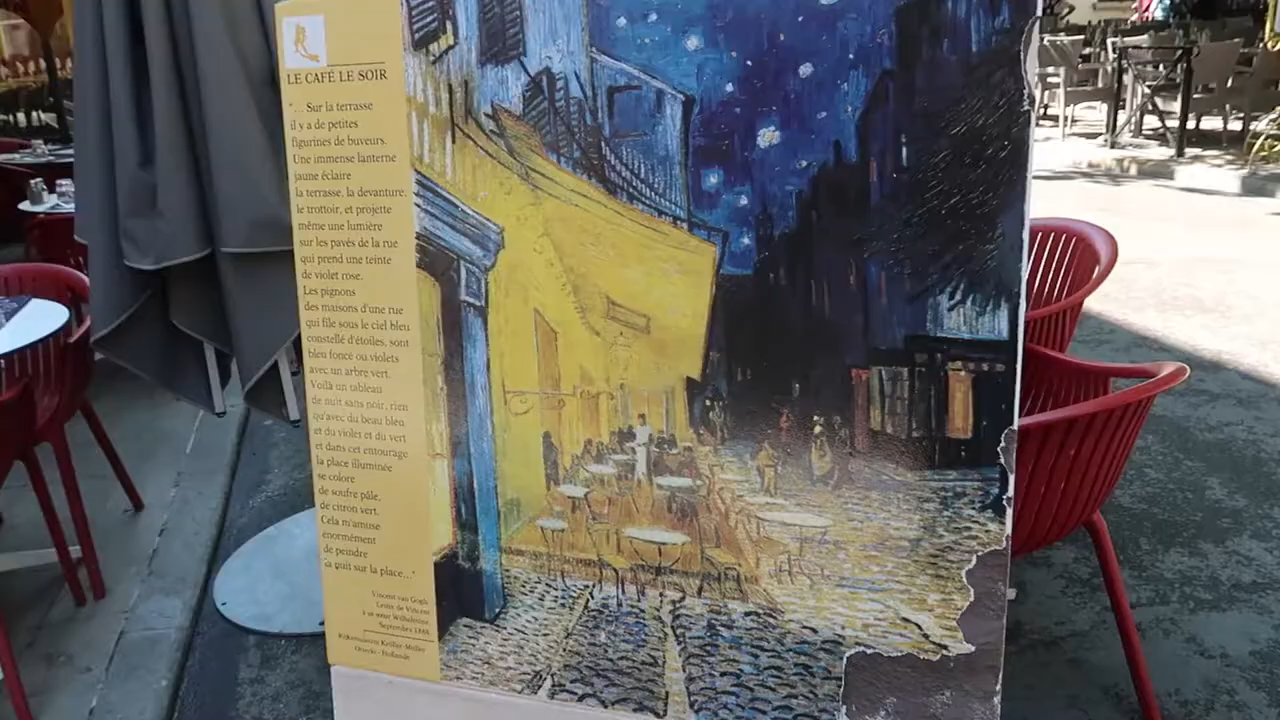 LE CAFÉ LE SOIR
"... Sur la terrasse
il y a de petites
figurines de buveurs.
Une immense lanterne
jaune éclaire
la terrasse, la devanture,
le trottoir, et projette
même une lumière
sur les pavés de la rue
qui prend une teinte
de violet rose.
Les pignons
des maisons d'une rue
qui file sous le ciel bleu
constellé d'étoiles, sont
bleu foncé ou violets
avec un arbre vert.
Voilà un tableau
de nuit sans noir, rien
qu'avec du beau bleu
et du violet et du vert
et dans cet entourage
la place illuminée
se colore
de soufre pâle,
de citron vert.
Cela m'amuse
énormément
de peindre
la nuit sur la place..."
Vincent van Gogh
Lettre de Vincent
à sa sœur Wilhelmine
Septembre 1888
Rijksmuseum Kröller-Müller
Otterlo - Hollande